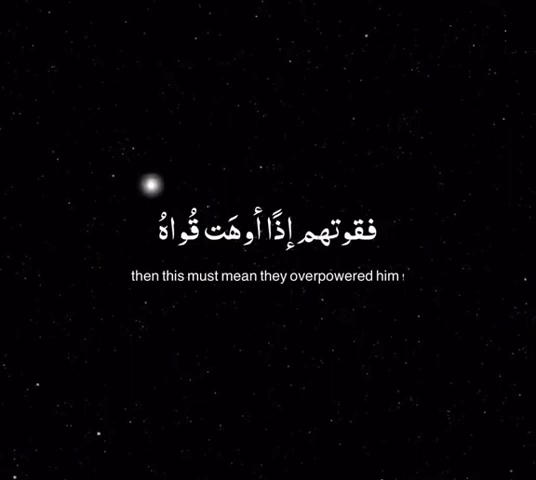 فقوتهم إذًا أوهَت قُواهُ
then this must mean they overpowered him